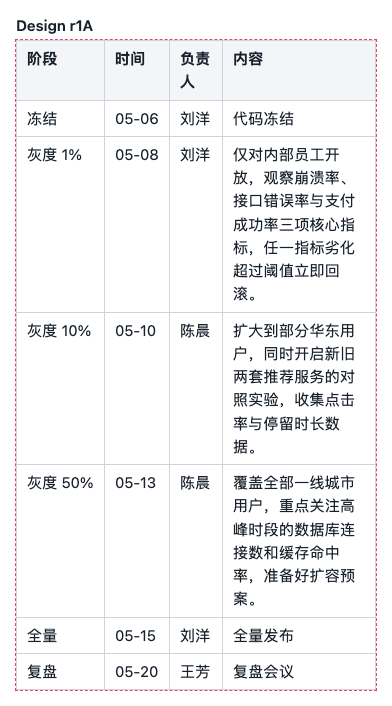 Design r1A
阶段 时间 负责
人 内容
冻结 05-06 刘洋 代码冻结
灰度 1% 05-08 刘洋 仅对内部员工开
放，观察崩溃率、
接口错误率与支付
成功率三项核心指
标，任一指标劣化
超过阈值立即回
滚。
灰度 10% 05-10 陈晨 扩大到部分华东用
户，同时开启新旧
两套推荐服务的对
照实验，收集点击
率与停留时长数
据。
灰度 50% 05-13 陈晨 覆盖全部一线城市
用户，重点关注高
峰时段的数据库连
接数和缓存命中
率，准备好扩容预
案。
全量 05-15 刘洋 全量发布
复盘 05-20 王芳 复盘会议